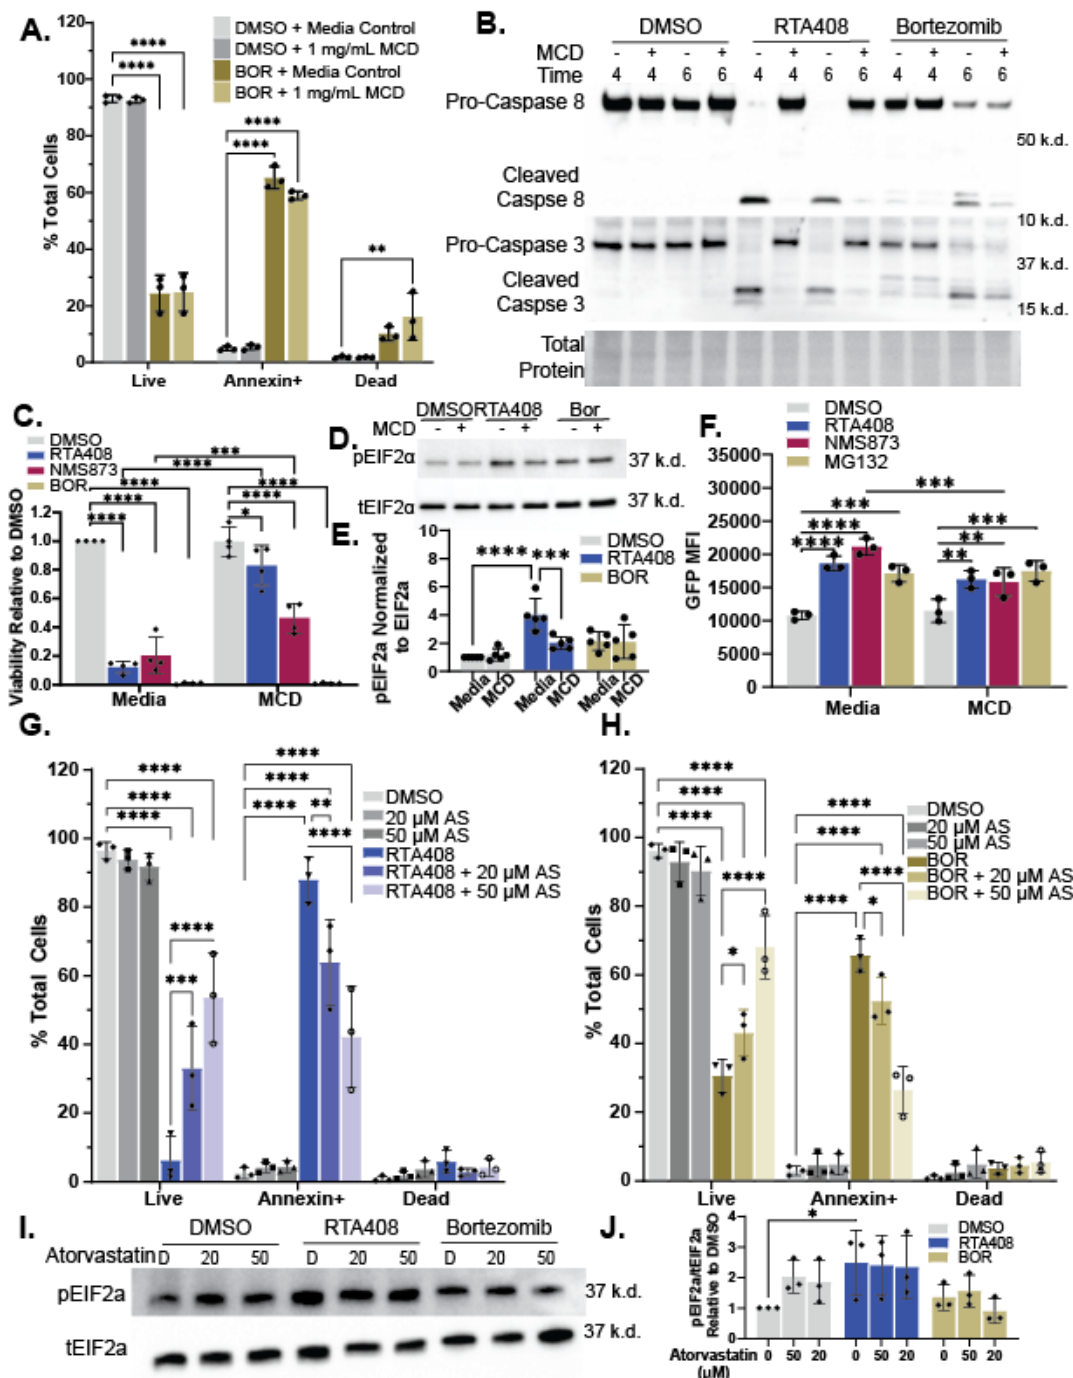 A.
120
100
80
60
40
20
0
% Total Cells
****
****
****
****
**
DMSO + Media Control
DMSO + 1 mg/mL MCD
BOR + Media Control
BOR + 1 mg/mL MCD
Live Annexin+ Dead
B.
DMSO RTA408 Bortezomib
MCD - + - + - + - + - + - +
Time 4 4 6 6 4 4 6 6 4 4 6 6
Pro-Caspase 8
50 k.d.
Cleaved
Caspse 8
10 k.d.
Pro-Caspase 3
37 k.d.
Cleaved
Caspse 3
15 k.d.
Total
Protein
C.
DMSO
RTA408
NMS873
BOR
Viability Relative to DMSO
1.2
1.0
0.8
0.6
0.4
0.2
0.0
***
****
****
****
****
****
*
****
****
Media MCD
D.
DMSO RTA408 Bor
MCD - + - + - +
pEIF2α 37 k.d.
tEIF2α 37 k.d.
E.
pEIF2a Normalized
to EIF2a
10
8
6
4
2
0
**** ***
DMSO
RTA408
BOR
Media MCD Media MCD Media MCD
F.
DMSO
RTA408
NMS873
MG132
GFP MFI
35000
30000
25000
20000
15000
10000
5000
0
***
***
****
****
***
**
**
Media MCD
G.
% Total Cells
120
100
80
60
40
20
0
****
****
****
****
***
****
****
****
**
****
DMSO
20 µM AS
50 µM AS
RTA408
RTA408 + 20 µM AS
RTA408 + 50 µM AS
Live Annexin+ Dead
H.
% Total Cells
120
100
80
60
40
20
0
****
****
****
****
*
****
****
****
****
*
DMSO
20 µM AS
50 µM AS
BOR
BOR + 20 µM AS
BOR + 50 µM AS
Live Annexin+ Dead
I.
DMSO RTA408 Bortezomib
Atorvastatin D 20 50 D 20 50 D 20 50
pEIF2a 37 k.d.
tEIF2a 37 k.d.
J.
pEIF2a/tEIF2a
Relative to DMSO
4
3
2
1
0
*
DMSO
RTA408
BOR
Atorvastatin 0 50 20 0 50 20 0 50 20
(µM)